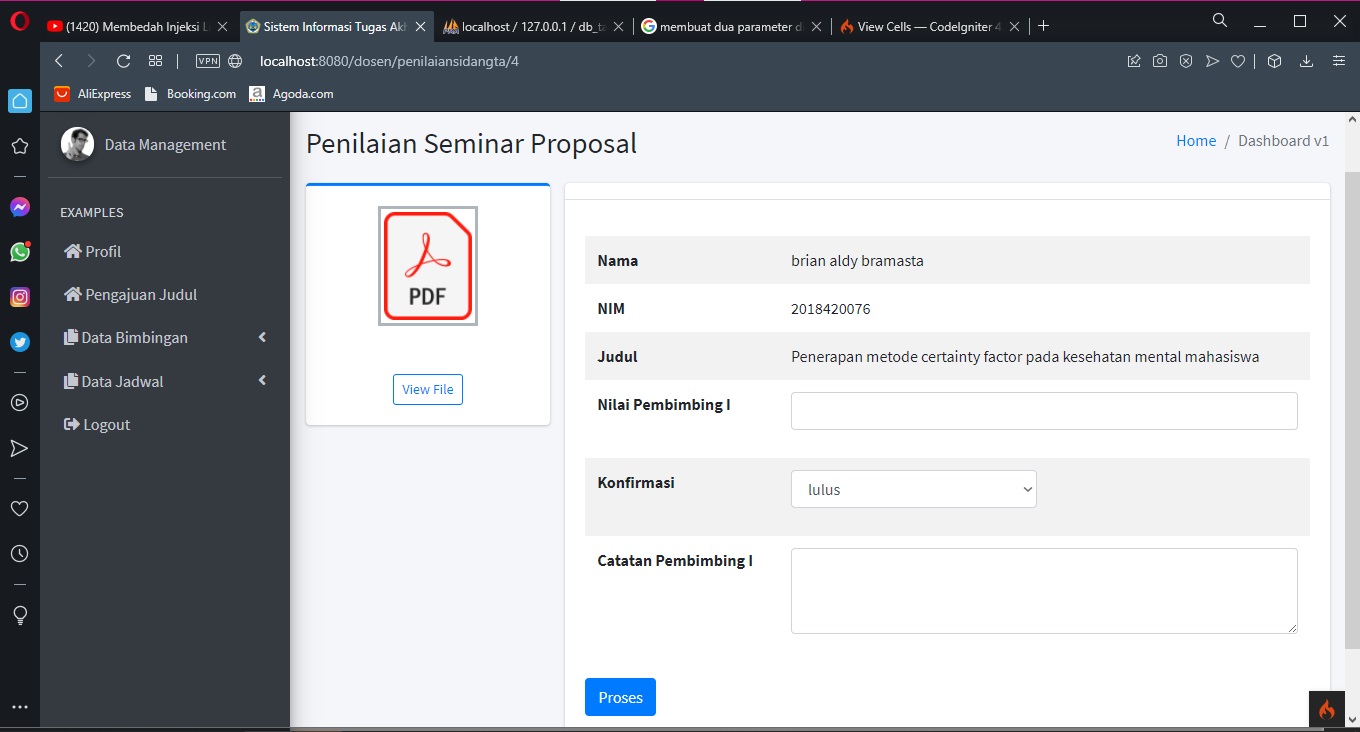 (1420) Membedah Injeksi L
Sistem Informasi Tugas Akh
localhost / 127.0.0.1 / db_ta
membuat dua parameter d
View Cells — CodeIgniter 4
VPN
localhost:8080/dosen/penilaiansidangta/4
AliExpress
Booking.com
a
Agoda.com
Data Management
Penilaian Seminar Proposal
Home / Dashboard v1
EXAMPLES
Profil
Pengajuan Judul
Data Bimbingan
Data Jadwal
Logout
PDF
View File
Nama brian aldy bramasta
NIM 2018420076
Judul Penerapan metode certainty factor pada kesehatan mental mahasiswa
Nilai Pembimbing I
Konfirmasi lulus
Catatan Pembimbing I
Proses